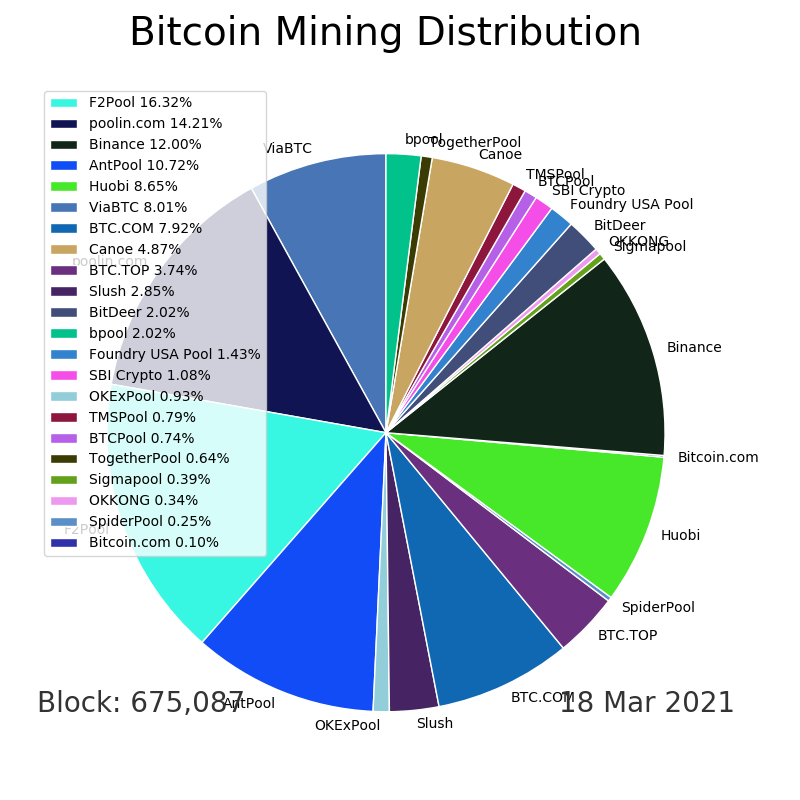 Bitcoin Mining Distribution
F2Pool 16.32%
poolin.com 14.21%
Binance 12.00%
AntPool 10.72%
Huobi 8.65%
ViaBTC 8.01%
BTC.COM 7.92%
Canoe 4.87%
BTC.TOP 3.74%
Slush 2.85%
BitDeer 2.02%
bpool 2.02%
Foundry USA Pool 1.43%
SBI Crypto 1.08%
OKExPool 0.93%
TMSPool 0.79%
BTCPool 0.74%
TogetherPool 0.64%
Sigmapool 0.39%
OKKONG 0.34%
SpiderPool 0.25%
Bitcoin.com 0.10%
bpool
TogetherPool
Canoe
TMSPool
BTCPool
SBI Crypto
Foundry USA Pool
BitDeer
OKKONG
Sigmapool
Binance
Bitcoin.com
Huobi
SpiderPool
BTC.TOP
BTC.COM
Slush
OKExPool
AntPool
F2Pool
poolin.com
ViaBTC
Block: 675,087
18 Mar 2021